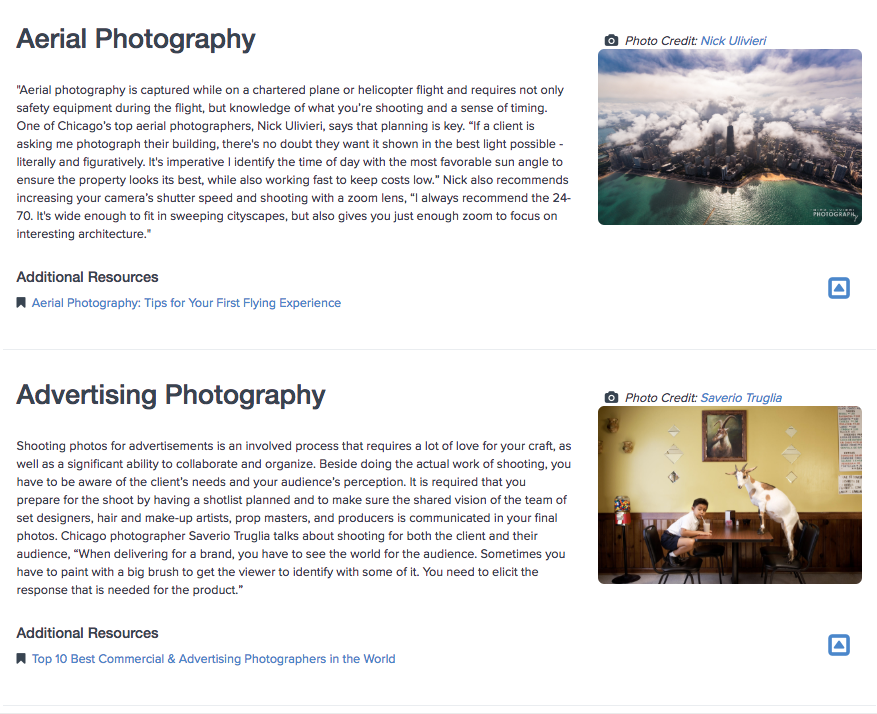 Aerial Photography
Photo Credit: Nick Ulivieri
"Aerial photography is captured while on a chartered plane or helicopter flight and requires not only
safety equipment during the flight, but knowledge of what you're shooting and a sense of timing.
One of Chicago's top aerial photographers, Nick Ulivieri, says that planning is key. “If a client is
asking me photograph their building, there's no doubt they want it shown in the best light possible -
literally and figuratively. It's imperative I identify the time of day with the most favorable sun angle to
ensure the property looks its best, while also working fast to keep costs low.” Nick also recommends
increasing your camera's shutter speed and shooting with a zoom lens, “I always recommend the 24-
70. It's wide enough to fit in sweeping cityscapes, but also gives you just enough zoom to focus on
interesting architecture."
NICK ULIVIERI
PHOTOGRAPHY
Additional Resources
Aerial Photography: Tips for Your First Flying Experience
Advertising Photography
Photo Credit: Saverio Truglia
Shooting photos for advertisements is an involved process that requires a lot of love for your craft, as
well as a significant ability to collaborate and organize. Beside doing the actual work of shooting, you
have to be aware of the client's needs and your audience's perception. It is required that you
prepare for the shoot by having a shotlist planned and to make sure the shared vision of the team of
set designers, hair and make-up artists, prop masters, and producers is communicated in your final
photos. Chicago photographer Saverio Truglia talks about shooting for both the client and their
audience, “When delivering for a brand, you have to see the world for the audience. Sometimes you
have to paint with a big brush to get the viewer to identify with some of it. You need to elicit the
response that is needed for the product.”
Additional Resources
Top 10 Best Commercial & Advertising Photographers in the World